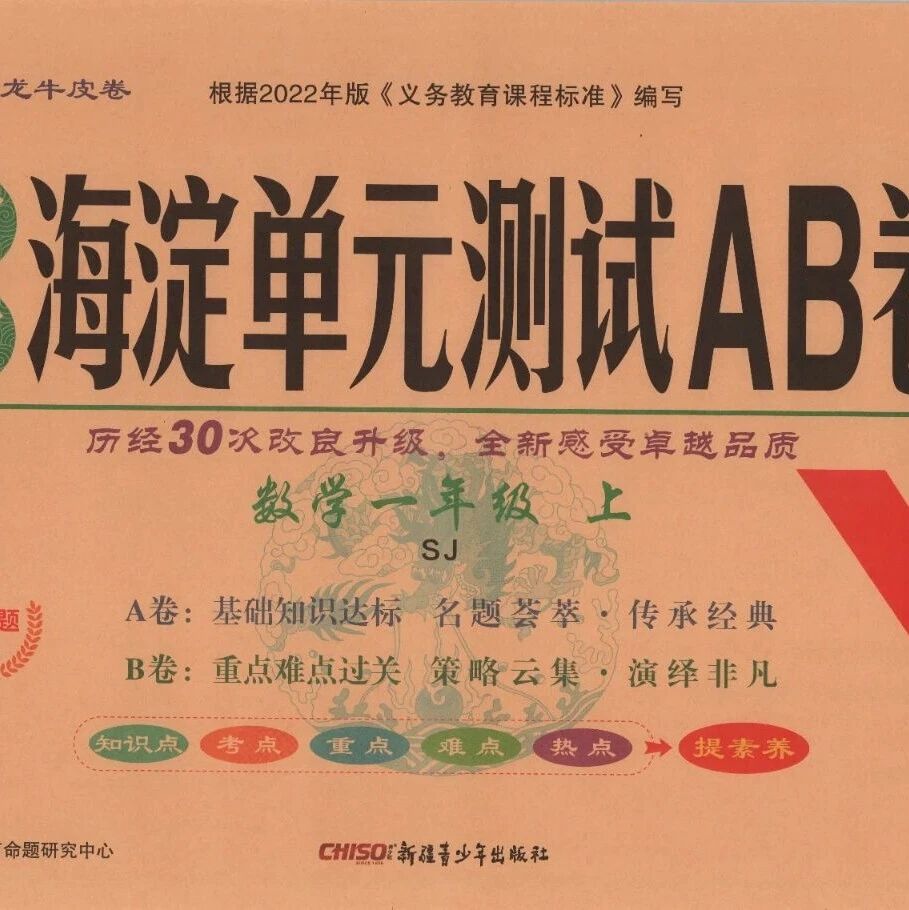 龙牛皮卷
根据2022年版《义务教育课程标准》编写
海淀单元测试AB卷
历经30次改良升级，全新感受卓越品质
数学一年级 上
SJ
题
A卷：基础知识达标 名题荟萃·传承经典
B卷：重点难点过关 策略云集·演绎非凡
知识点 考点 重点 难点 热点 提素养
命题研究中心
CHISO 新疆青少年出版社